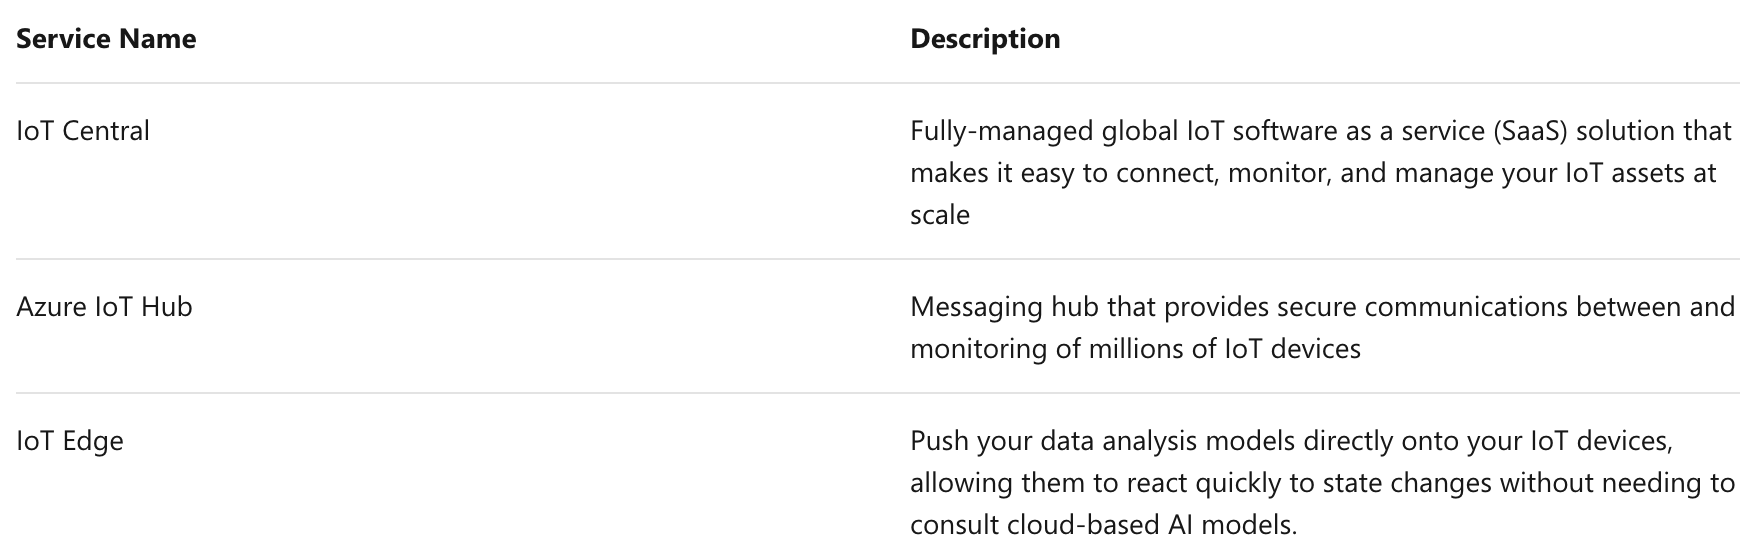 Service Name
Description
IoT Central
Fully-managed global IoT software as a service (SaaS) solution that
makes it easy to connect, monitor, and manage your IoT assets at
scale
Azure IoT Hub
Messaging hub that provides secure communications between and
monitoring of millions of IoT devices
IoT Edge
Push your data analysis models directly onto your IoT devices,
allowing them to react quickly to state changes without needing to
consult cloud-based AI models.